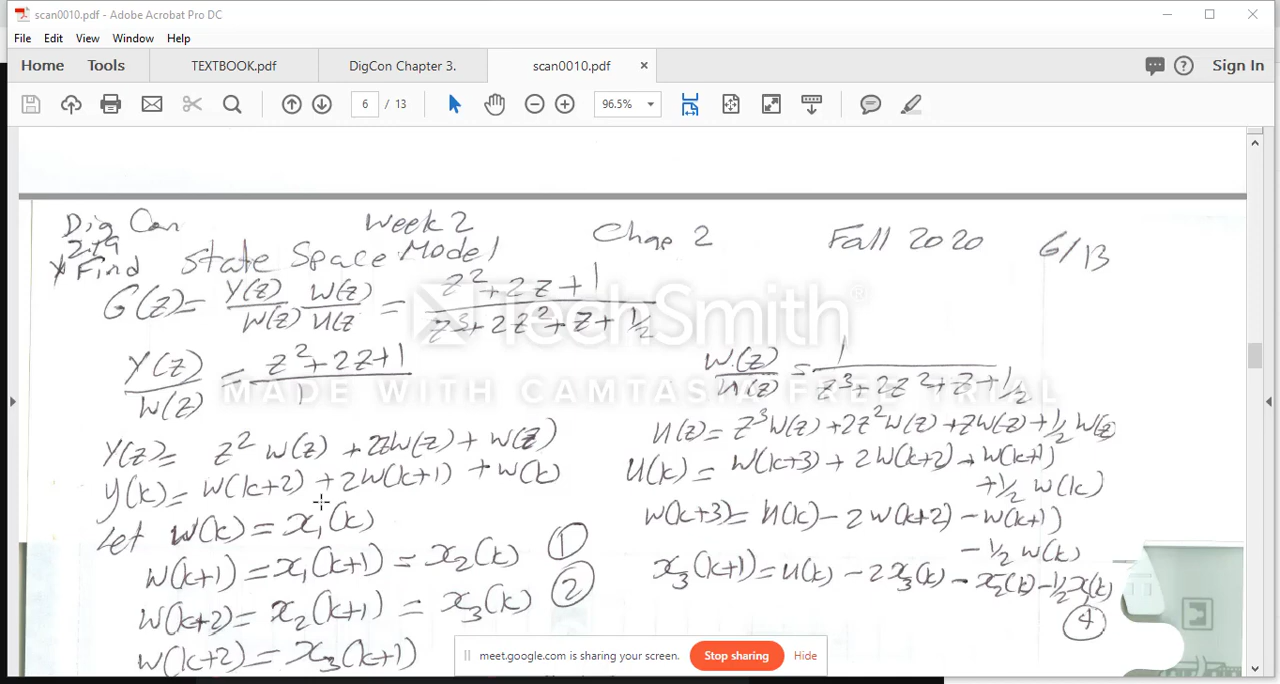 scan0010.pdf - Adobe Acrobat Pro DC
File Edit View Window Help
Home Tools TEXTBOOK.pdf DigCon Chapter 3. scan0010.pdf × Sign In
6 / 13 96.5%
Dig Con Week 2 Chap 2 Fall 2020 6/13
Find State Space Model
G(z)= Y(z)/W(z) W(z)/U(z) = z²+2z+1 / z³+2z²+z+1/2
TechSmith®
Y(z)/W(z) = z²+2z+1 / 1
W(z)/U(z) = 1 / z³+2z²+z+1/2
MADE WITH CAMTASIA FREE TRIAL
Y(z)= z² W(z) +2zW(z) + W(z)
y(k)= w(k+2) +2w(k+1) +w(k)
Let w(k) = x₁(k)
w(k+1) = x₁(k+1) = x₂(k) ①
w(k+2)= x₂(k+1) = x₃(k) ②
w(k+2)= x₃(k+1)
U(z)= z³W(z)+2z²W(z)+zW(z)+1/2 W(z)
u(k)= w(k+3)+2w(k+2)+w(k+1)
+1/2 w(k)
w(k+3)= u(k)-2w(k+2)-w(k+1)
-1/2 w(k)
x₃(k+1)=u(k)-2x₃(k)-x₂(k)-1/2x(k)
④
meet.google.com is sharing your screen. Stop sharing Hide